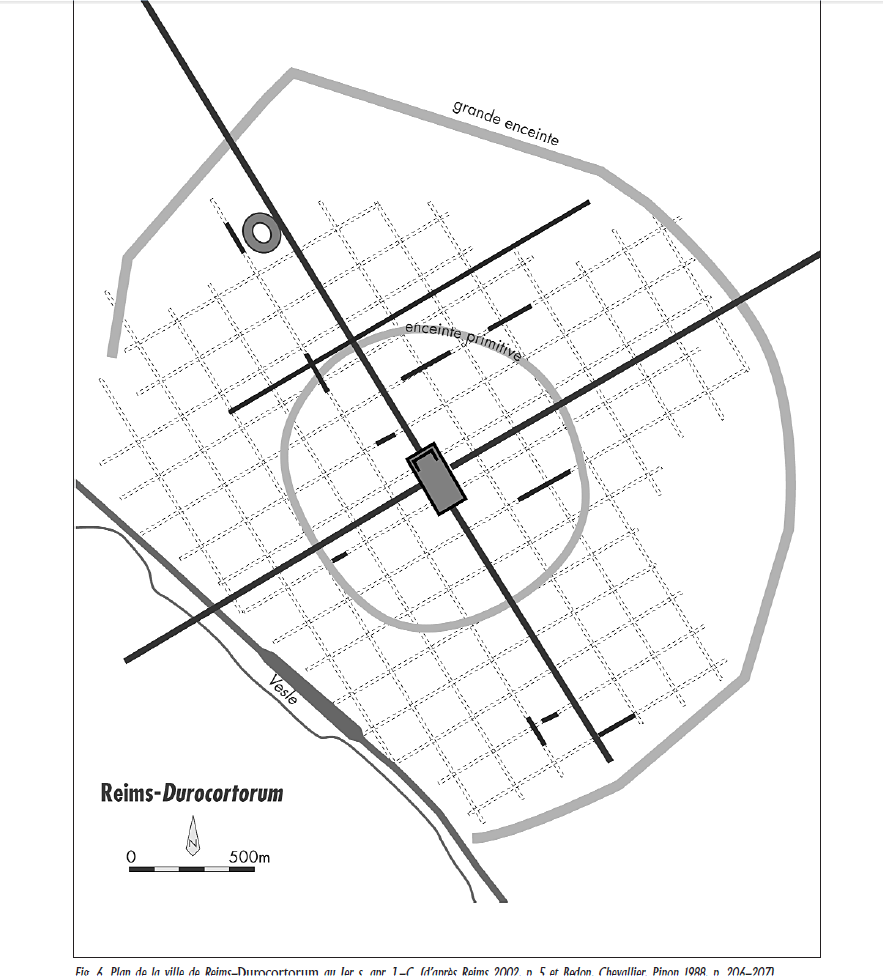 grande enceinte
enceinte primitive
Vesle
Reims-Durocortorum
N
0 500m
Fig. 6. Plan de la ville de Reims–Durocortorum au Ier s. apr. J.-C. (d'après Reims 2002, p. 5 et Bedon, Chevallier, Pinon 1988, p. 206–207).